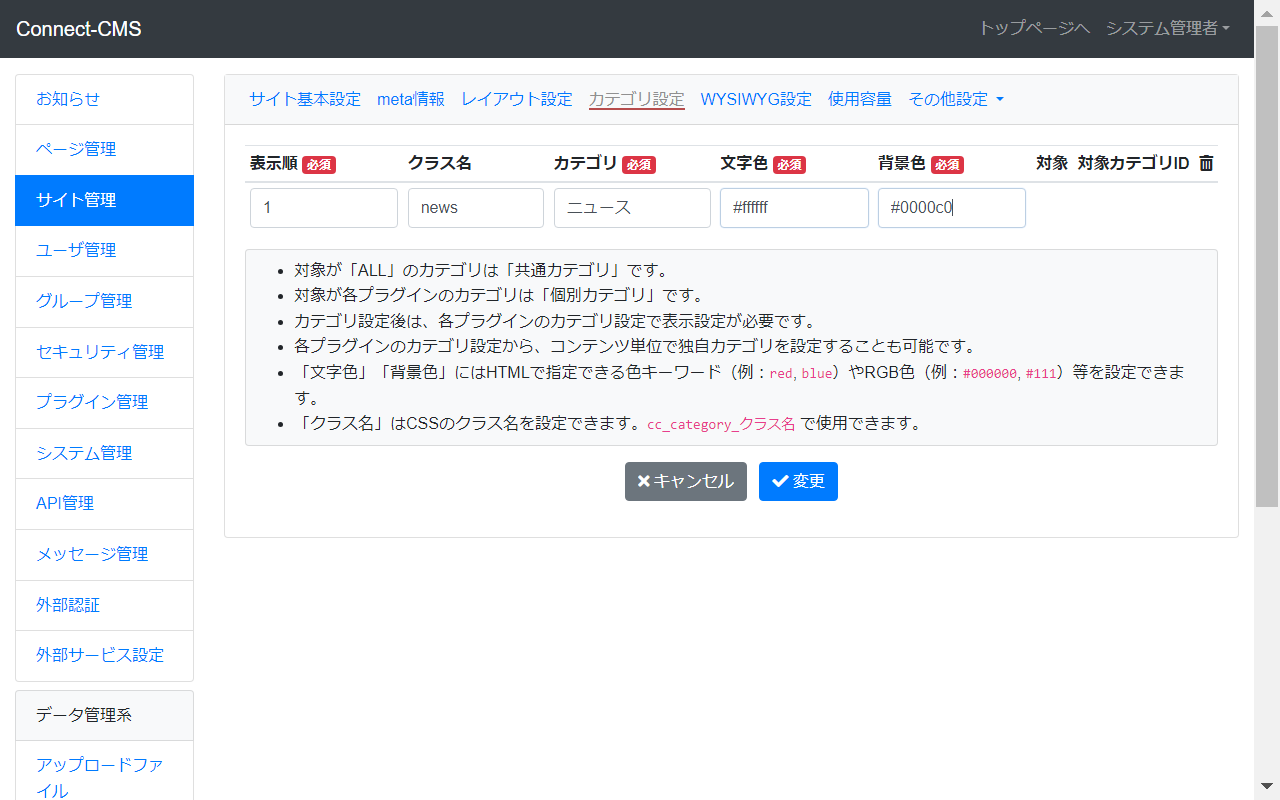 Connect-CMS
トップページへ システム管理者
お知らせ
ページ管理
サイト管理
ユーザ管理
グループ管理
セキュリティ管理
プラグイン管理
システム管理
API管理
メッセージ管理
外部認証
外部サービス設定
データ管理系
アップロードファ
イル
サイト基本設定 meta情報 レイアウト設定 カテゴリ設定 WYSIWYG設定 使用容量 その他設定
表示順 必須 クラス名 カテゴリ 必須 文字色 必須 背景色 必須 対象 対象カテゴリID
1 news ニュース #ffffff #0000c0
• 対象が「ALL」のカテゴリは「共通カテゴリ」です。
• 対象が各プラグインのカテゴリは「個別カテゴリ」です。
• カテゴリ設定後は、各プラグインのカテゴリ設定で表示設定が必要です。
• 各プラグインのカテゴリ設定から、コンテンツ単位で独自カテゴリを設定することも可能です。
• 「文字色」「背景色」にはHTMLで指定できる色キーワード（例：red, blue）やRGB色（例：#000000, #111）等を設定できま
す。
• 「クラス名」はCSSのクラス名を設定できます。cc_category_クラス名 で使用できます。
キャンセル 変更